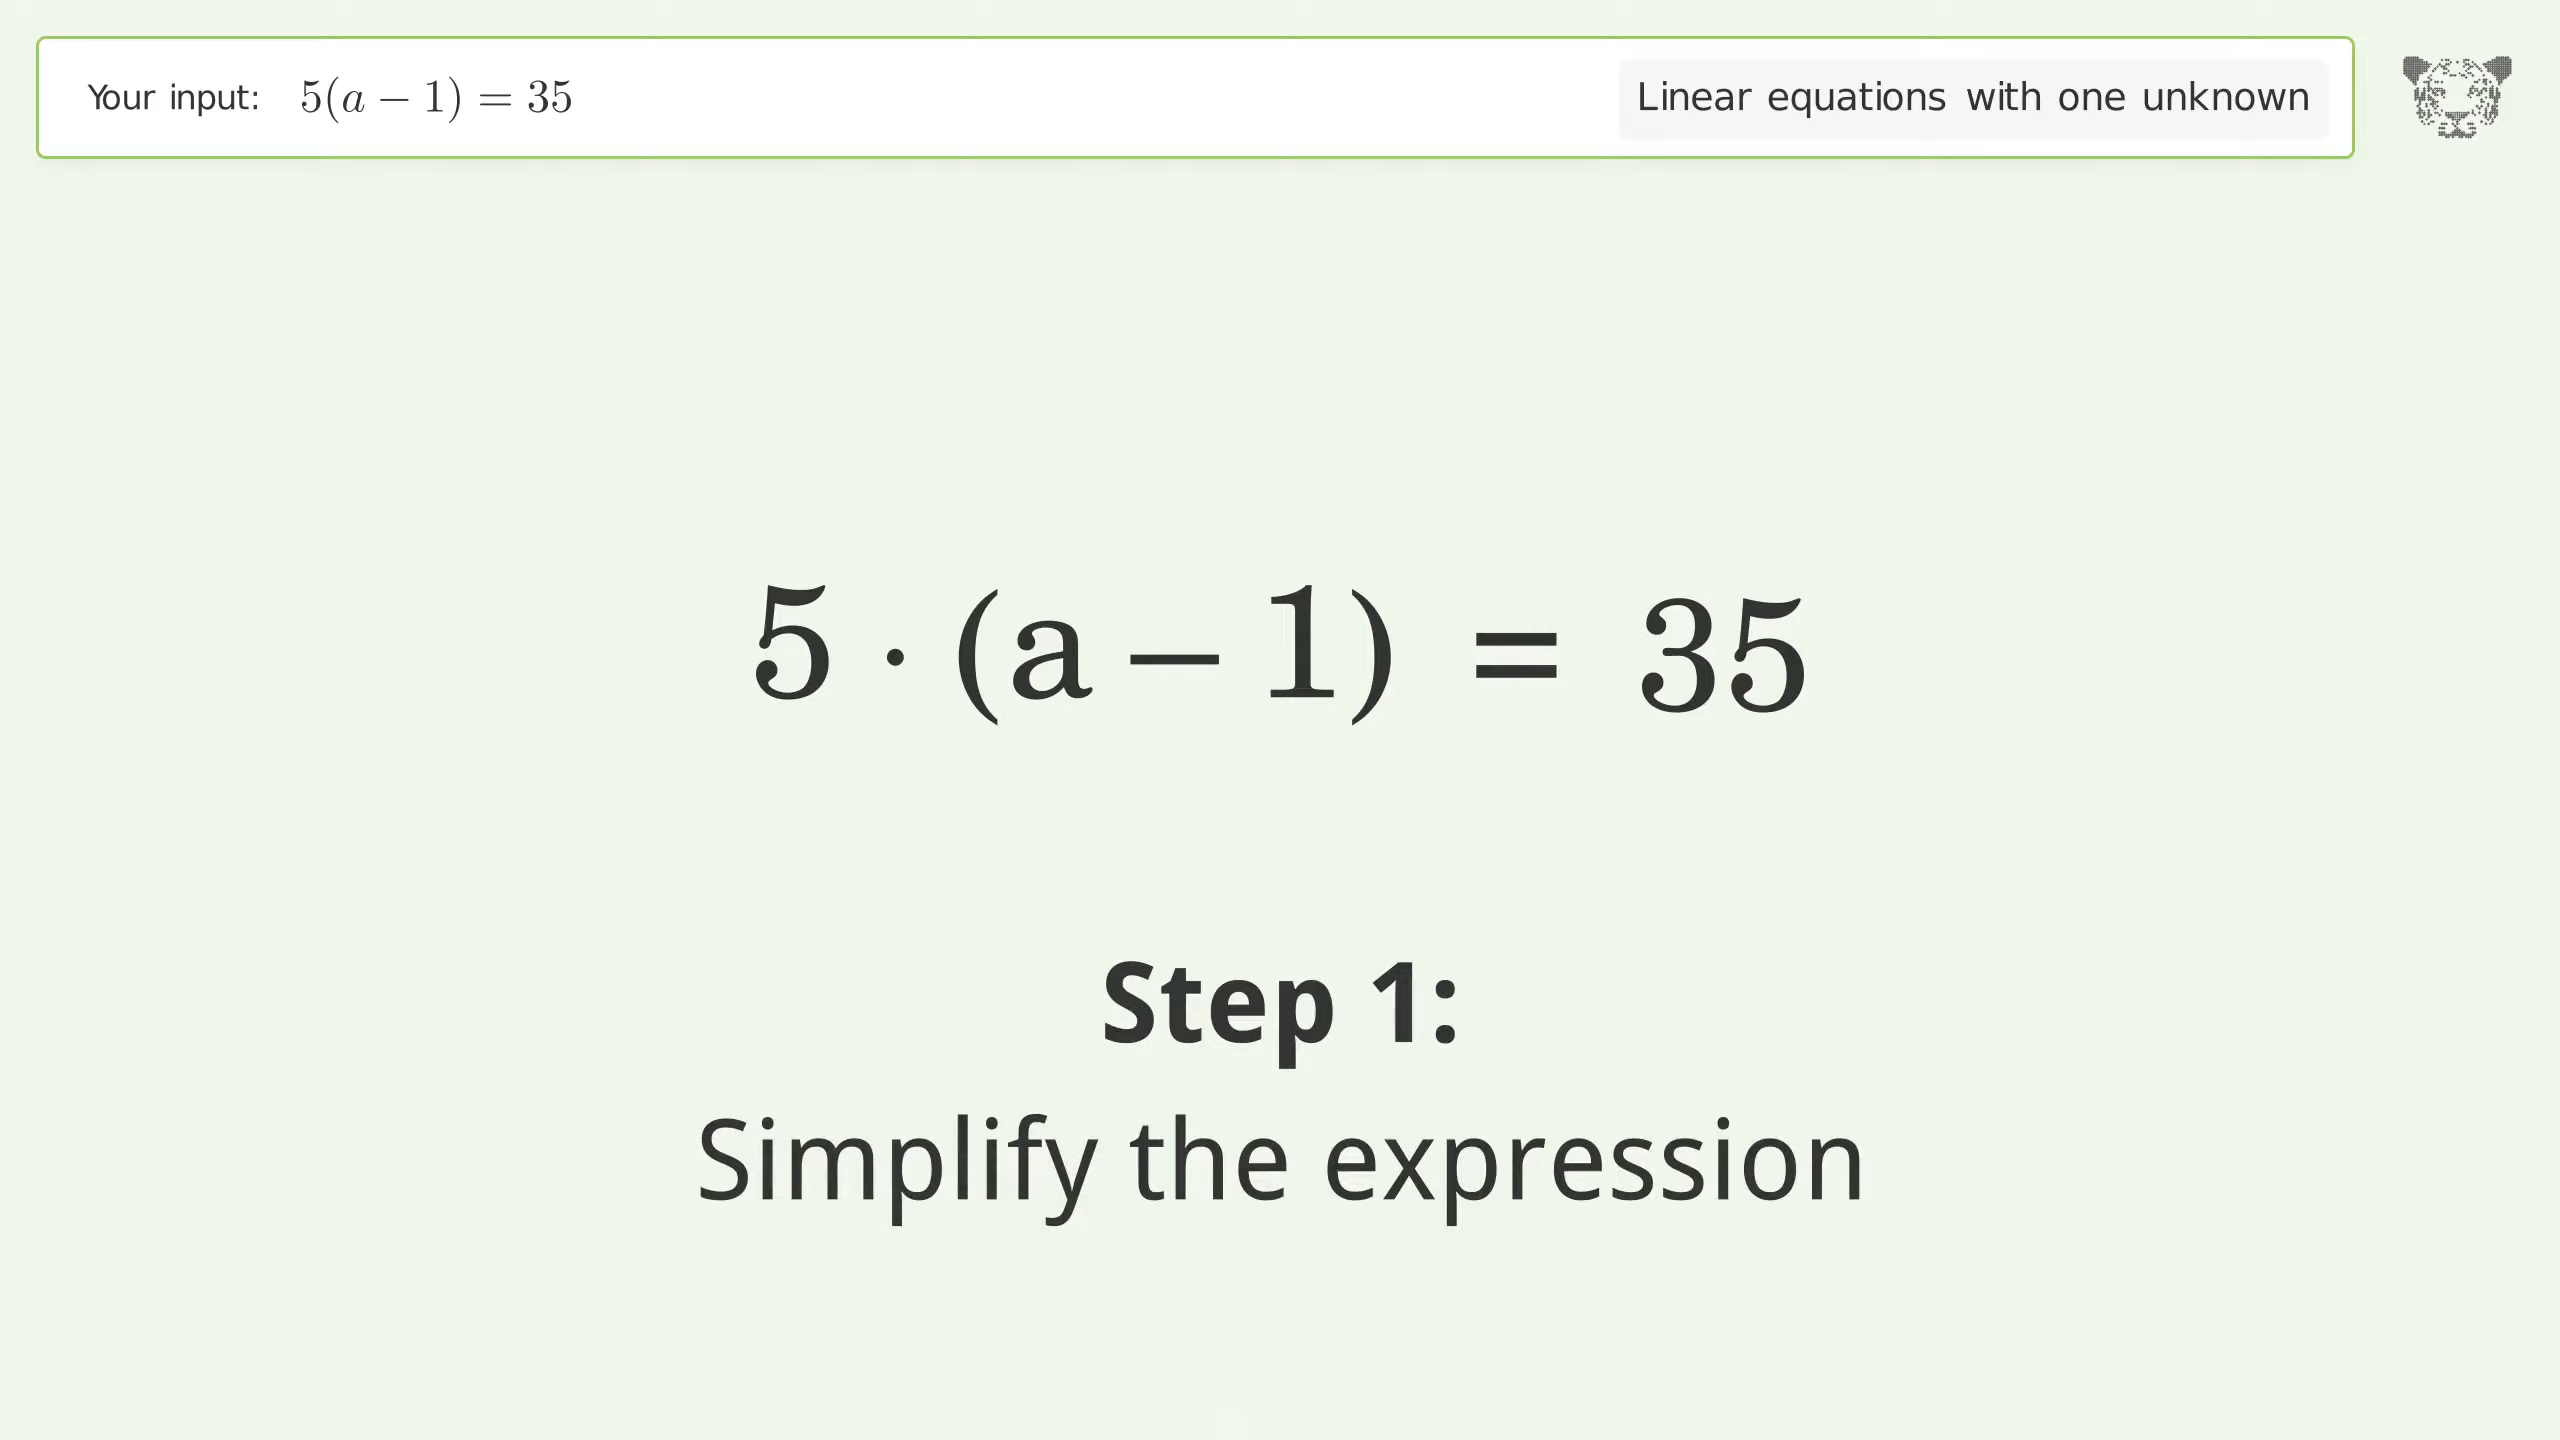 Your input: 5(a − 1) = 35
Linear equations with one unknown
5 · (a – 1) = 35
Step 1:
Simplify the expression